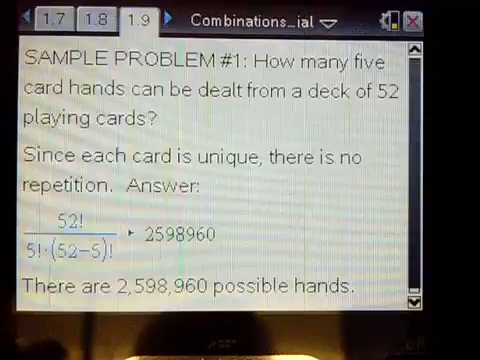 1.7 1.8 1.9 Combinations...ial
SAMPLE PROBLEM #1: How many five
card hands can be dealt from a deck of 52
playing cards?
Since each card is unique, there is no
repetition. Answer:
52!
5!·(52-5)! ▸ 2598960
There are 2,598,960 possible hands.